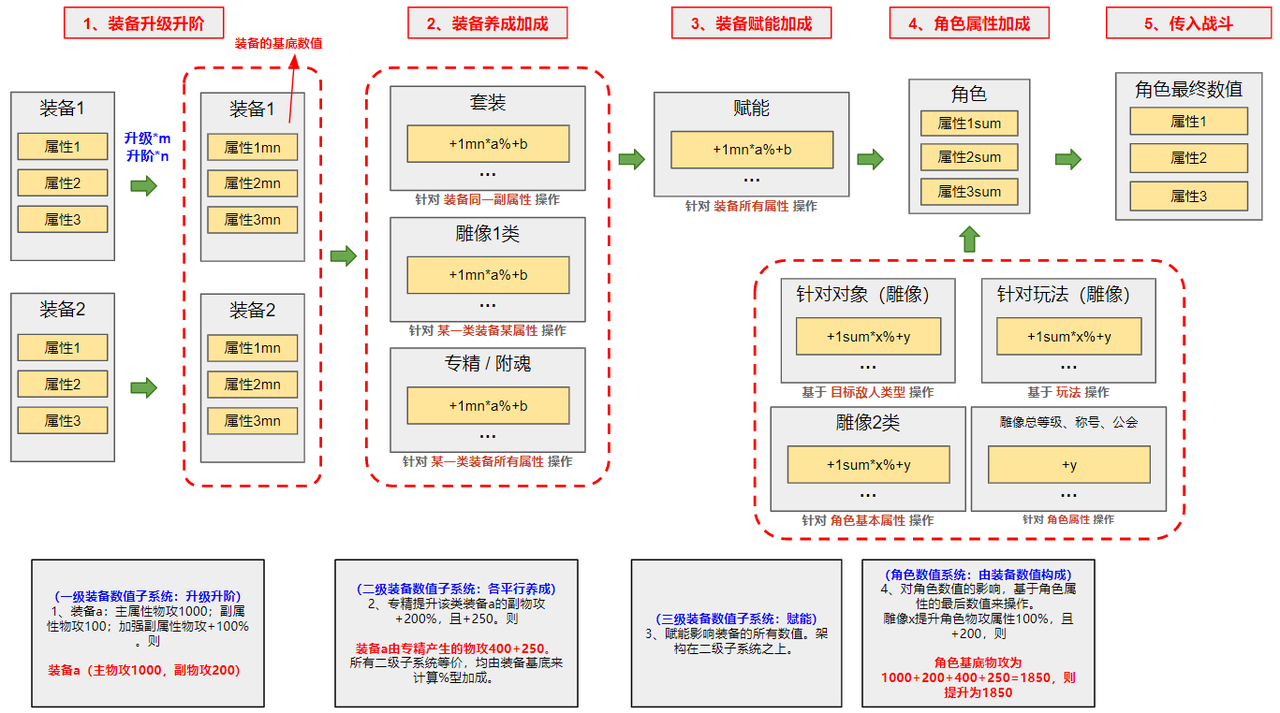 1、装备升级升阶
2、装备养成加成
3、装备赋能加成
4、角色属性加成
5、传入战斗
装备的基底数值
装备1
属性1
属性2
属性3
升级*m
升阶*n
装备1
属性1mn
属性2mn
属性3mn
装备2
属性1
属性2
属性3
装备2
属性1mn
属性2mn
属性3mn
套装
+1mn*a%+b
...
针对 装备同一副属性 操作
雕像1类
+1mn*a%+b
...
针对 某一类装备某属性 操作
专精 / 附魂
+1mn*a%+b
...
针对 某一类装备所有属性 操作
赋能
+1mn*a%+b
...
针对 装备所有属性 操作
角色
属性1sum
属性2sum
属性3sum
角色最终数值
属性1
属性2
属性3
针对对象（雕像）
+1sum*x%+y
...
基于 目标敌人类型 操作
针对玩法（雕像）
+1sum*x%+y
...
基于 玩法 操作
雕像2类
+1sum*x%+y
...
针对 角色基本属性 操作
雕像总等级、称号、公会
+y
...
针对 角色属性 操作
（一级装备数值子系统：升级升阶）
1、装备a：主属性物攻1000；副属
性物攻100；加强副属性物攻+100%
。则
装备a（主物攻1000，副物攻200）
（二级装备数值子系统：各平行养成）
2、专精提升该类装备a的副物攻
+200%，且+250。则
装备a由专精产生的物攻400+250。
所有二级子系统等价，均由装备基底来
计算%型加成。
（三级装备数值子系统：赋能）
3、赋能影响装备的所有数值。架
构在二级子系统之上。
（角色数值系统：由装备数值构成）
4、对角色数值的影响，基于角色属
性的最后数值来操作。
雕像x提升角色物攻属性100%，且
+200，则
角色基底物攻为
1000+200+400+250=1850，则
提升为1850